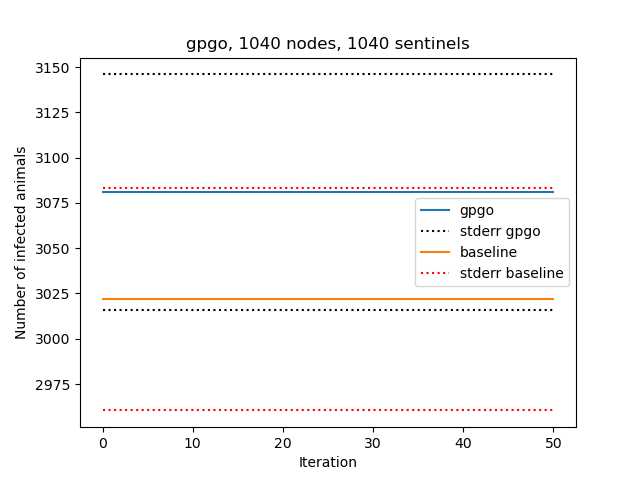 gpgo, 1040 nodes, 1040 sentinels
3150
3125
3100
3075
3050
3025
3000
2975
Number of infected animals
gpgo
stderr gpgo
baseline
stderr baseline
0 10 20 30 40 50
Iteration